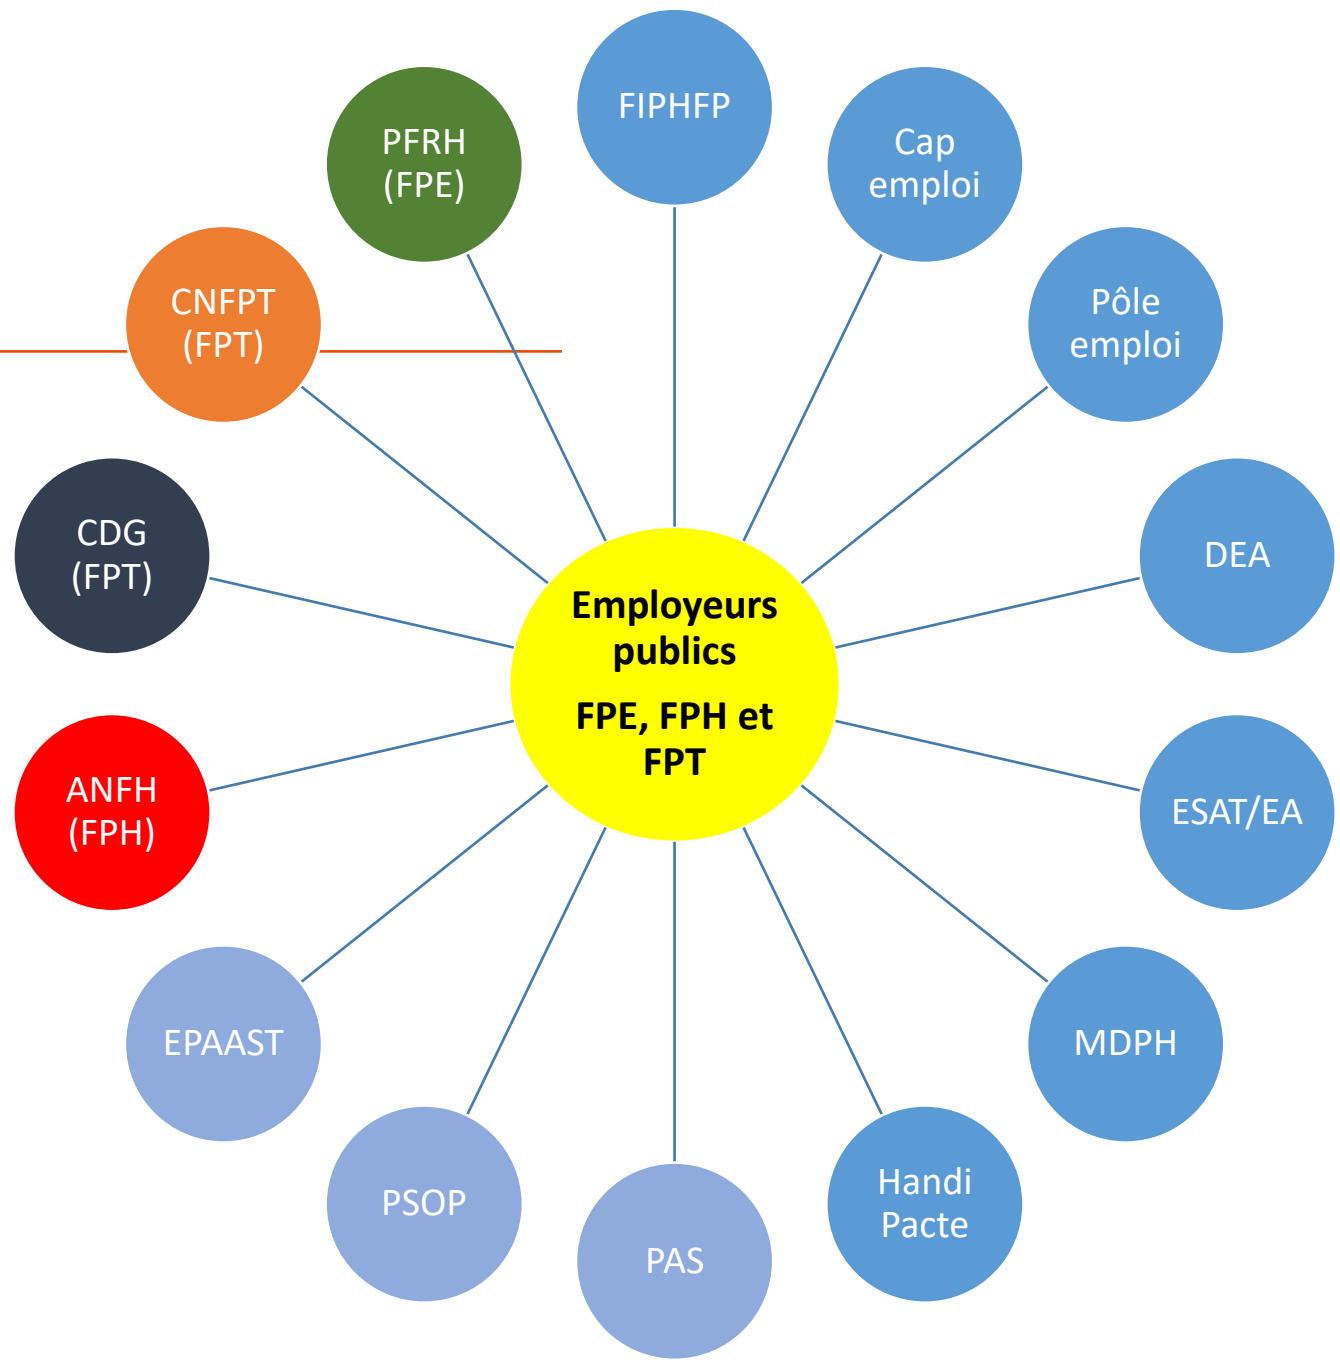 FIPHFP
Cap
emploi
Pôle
emploi
DEA
ESAT/EA
MDPH
Handi
Pacte
PAS
PSOP
EPAAST
ANFH
(FPH)
CDG
(FPT)
CNFPT
(FPT)
PFRH
(FPE)
Employeurs
publics
FPE, FPH et
FPT